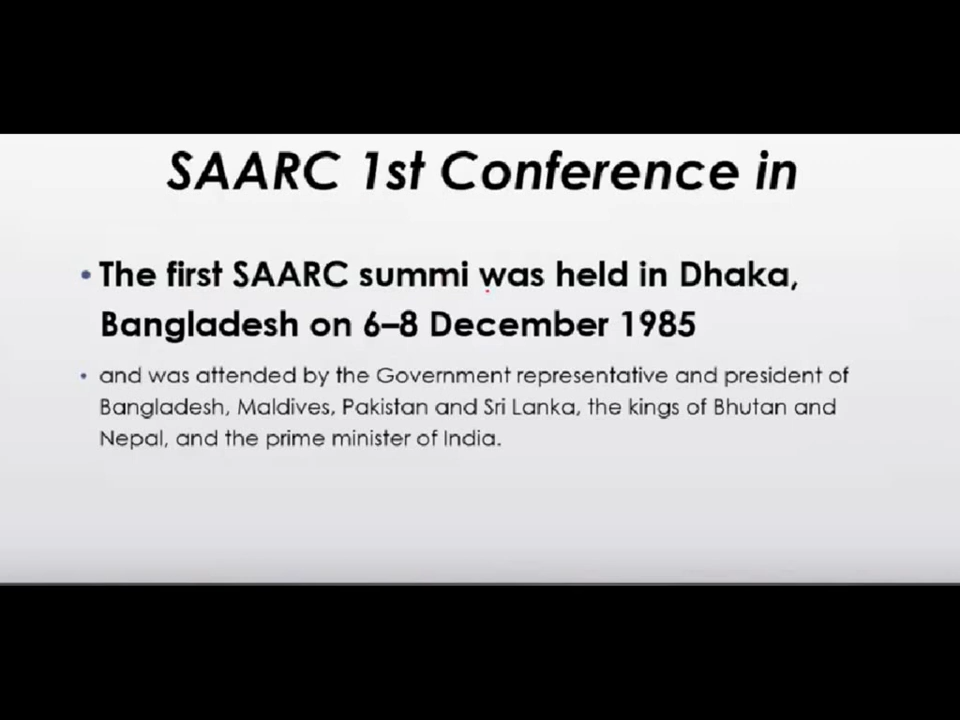 SAARC 1st Conference in
• The first SAARC summi was held in Dhaka,
Bangladesh on 6–8 December 1985
• and was attended by the Government representative and president of
Bangladesh, Maldives, Pakistan and Sri Lanka, the kings of Bhutan and
Nepal, and the prime minister of India.